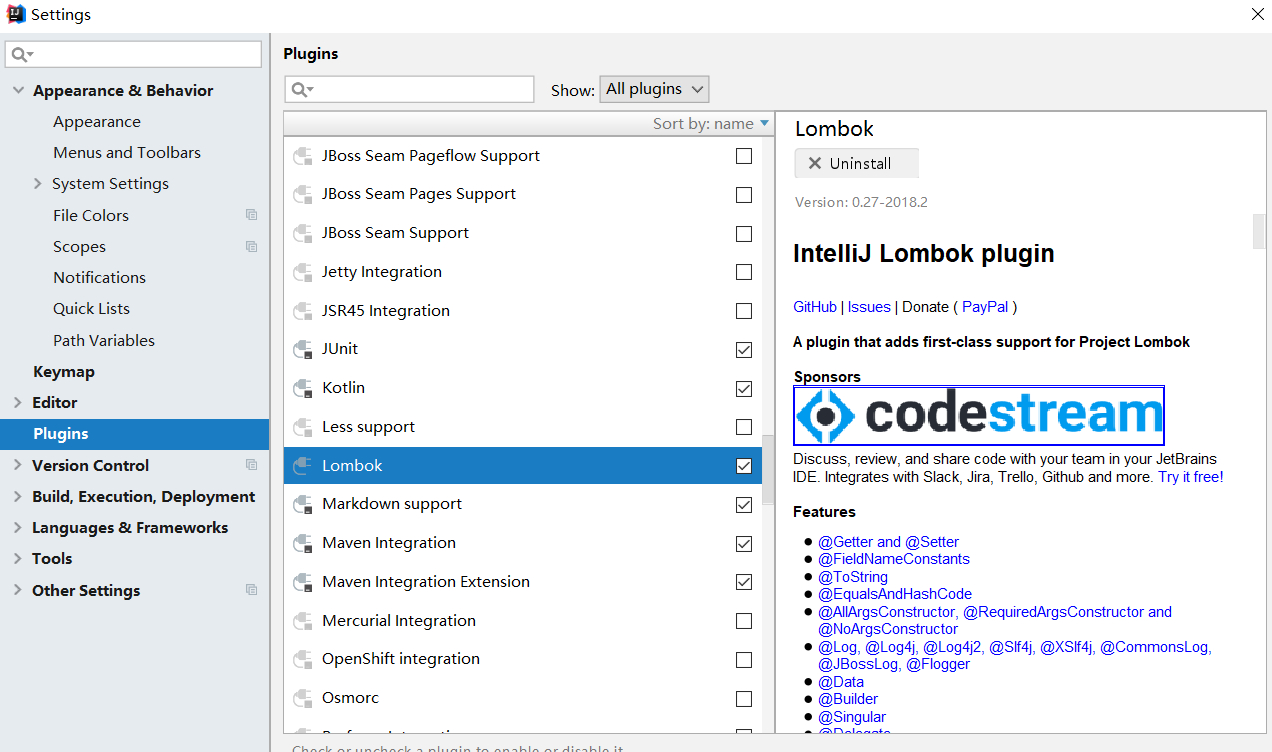 Settings
Appearance & Behavior
Appearance
Menus and Toolbars
System Settings
File Colors
Scopes
Notifications
Quick Lists
Path Variables
Keymap
Editor
Plugins
Version Control
Build, Execution, Deployment
Languages & Frameworks
Tools
Other Settings
Plugins
Show: All plugins
Sort by: name
JBoss Seam Pageflow Support
JBoss Seam Pages Support
JBoss Seam Support
Jetty Integration
JSR45 Integration
JUnit
Kotlin
Less support
Lombok
Markdown support
Maven Integration
Maven Integration Extension
Mercurial Integration
OpenShift integration
Osmorc
Check or uncheck a plugin to enable or disable it
Lombok
Uninstall
Version: 0.27-2018.2
IntelliJ Lombok plugin
GitHub | Issues | Donate ( PayPal )
A plugin that adds first-class support for Project Lombok
Sponsors
codestream
Discuss, review, and share code with your team in your JetBrains
IDE. Integrates with Slack, Jira, Trello, Github and more. Try it free!
Features
@Getter and @Setter
@FieldNameConstants
@ToString
@EqualsAndHashCode
@AllArgsConstructor, @RequiredArgsConstructor and
@NoArgsConstructor
@Log, @Log4j, @Log4j2, @Slf4j, @XSlf4j, @CommonsLog,
@JBossLog, @Flogger
@Data
@Builder
@Singular
@Delegate